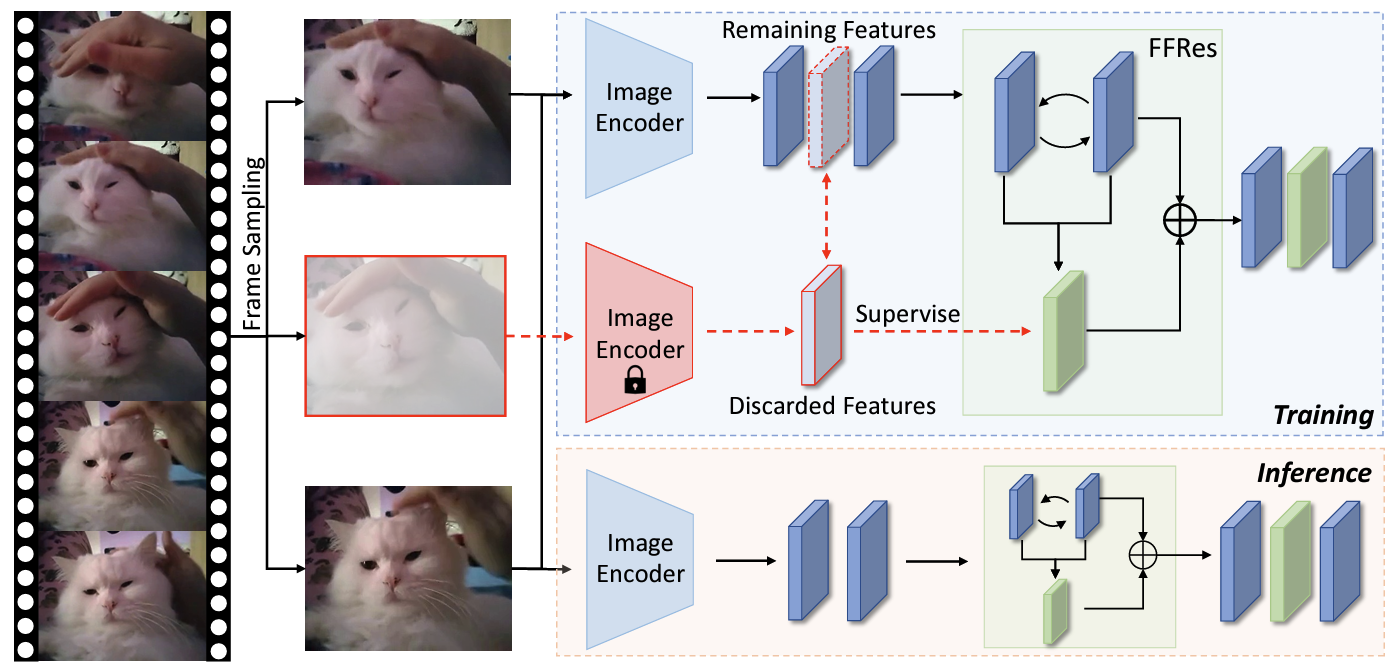 Frame Sampling
Remaining Features
FFRes
Image
Encoder
Image
Encoder
Supervise
Discarded Features
Training
Inference
Image
Encoder